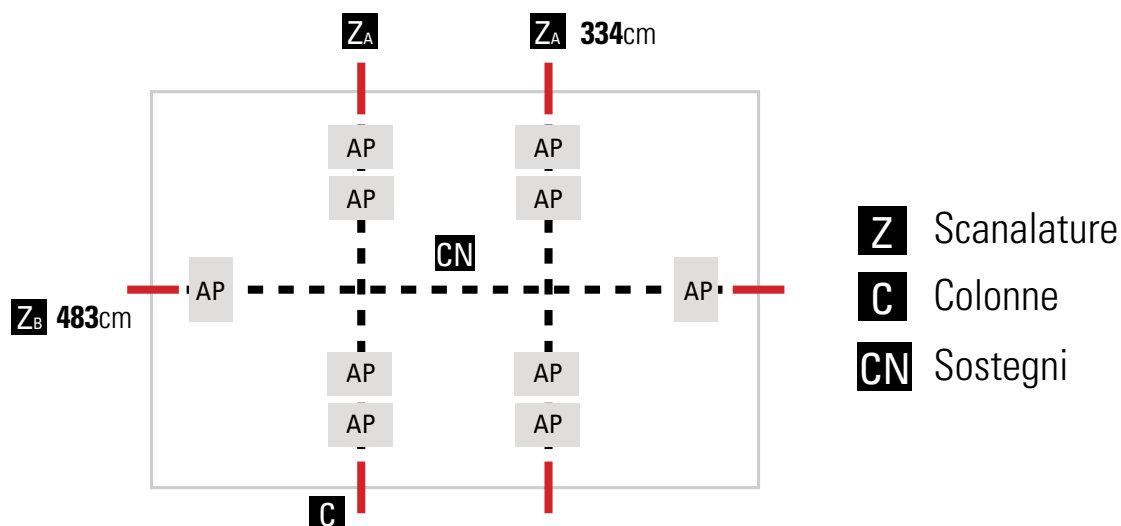 ZA ZA 334cm
AP AP
AP AP
Z Scanalature
CN
AP AP
C Colonne
ZB 483cm
CN Sostegni
AP AP
AP AP
C